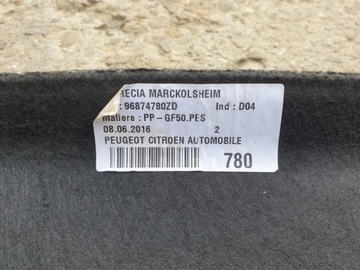 RECIA MARCKOLSHEIM
: 96874780ZD Ind : D04
Matiere : PP-GF50.PES
08.06.2016 2
PEUGEOT CITROEN AUTOMOBILE
780